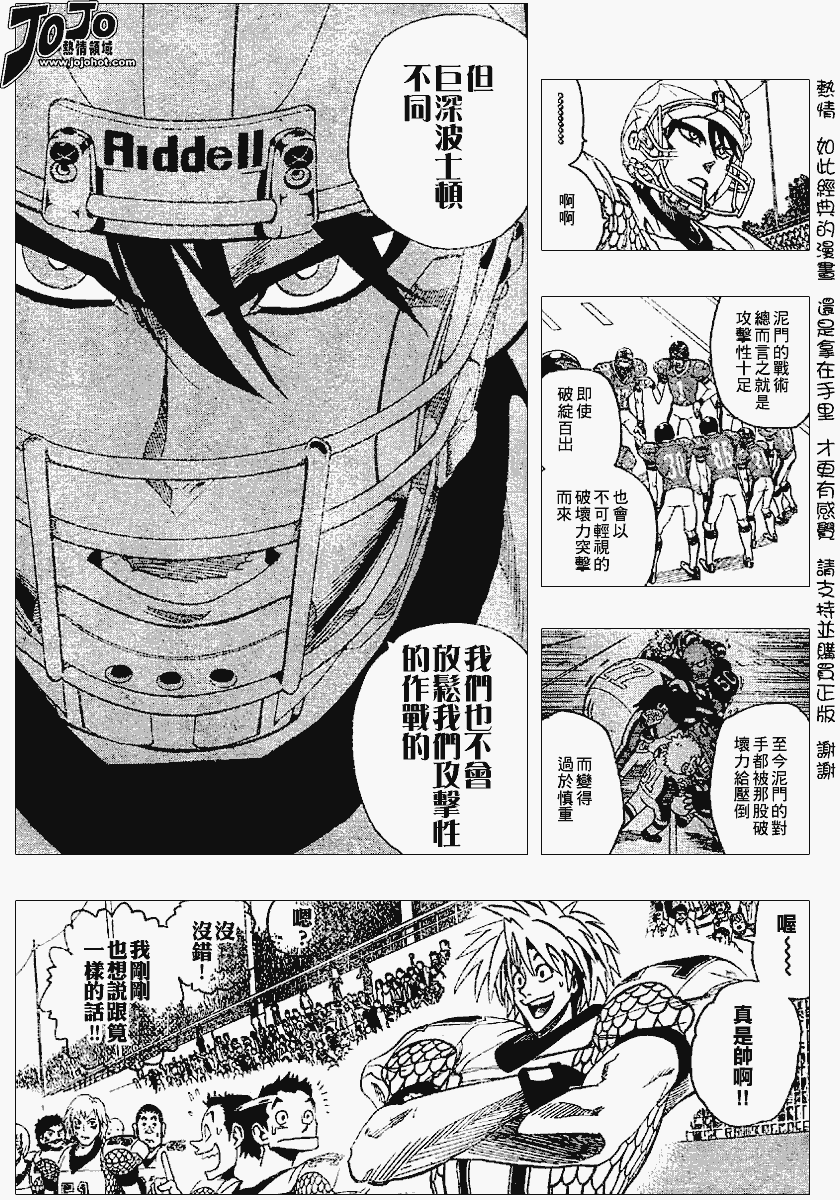 JOJO
熱情領域
www.jojohot.com
………
啊
啊
泥門的戰術
總而言之就是
攻擊性十足
即使
破綻百出
也會以
不可輕視的
破壞力突擊
而來
至今泥門的對
手都被那股破
壞力給壓倒
而變得
過於慎重
但
巨深波士頓
不同
Riddell
我們也不會
放鬆我們攻擊性
的作戰的
喔~~~
真是帥啊!!
嗯?
沒
沒錯!
我剛剛
也想說跟筧
一樣的話!!
熱情 如此經典的漫畫 還是拿在手里 才更有感覺 請支持並購買正版 謝謝
1
30
98
77
50